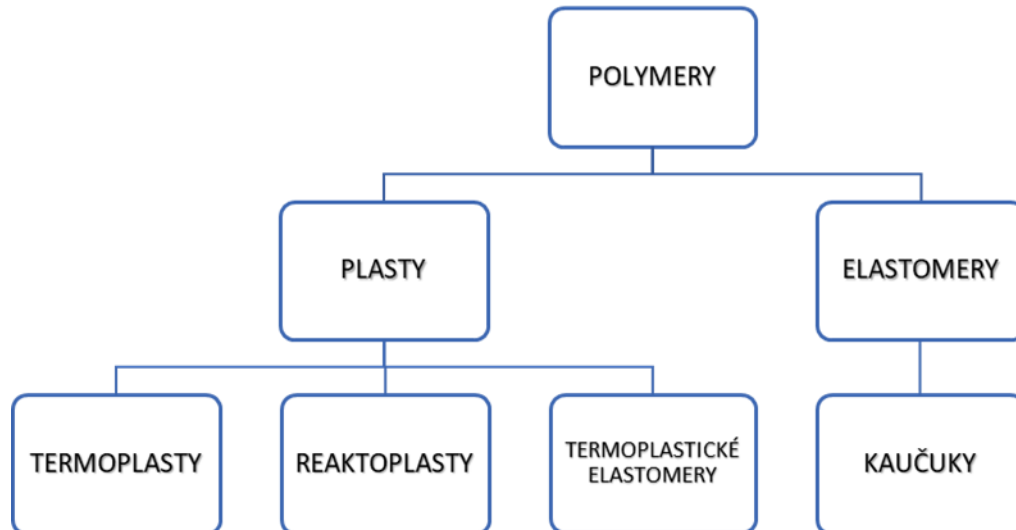 POLYMERY
PLASTY
ELASTOMERY
TERMOPLASTY
REAKTOPLASTY
TERMOPLASTICKÉ
ELASTOMERY
KAUČUKY